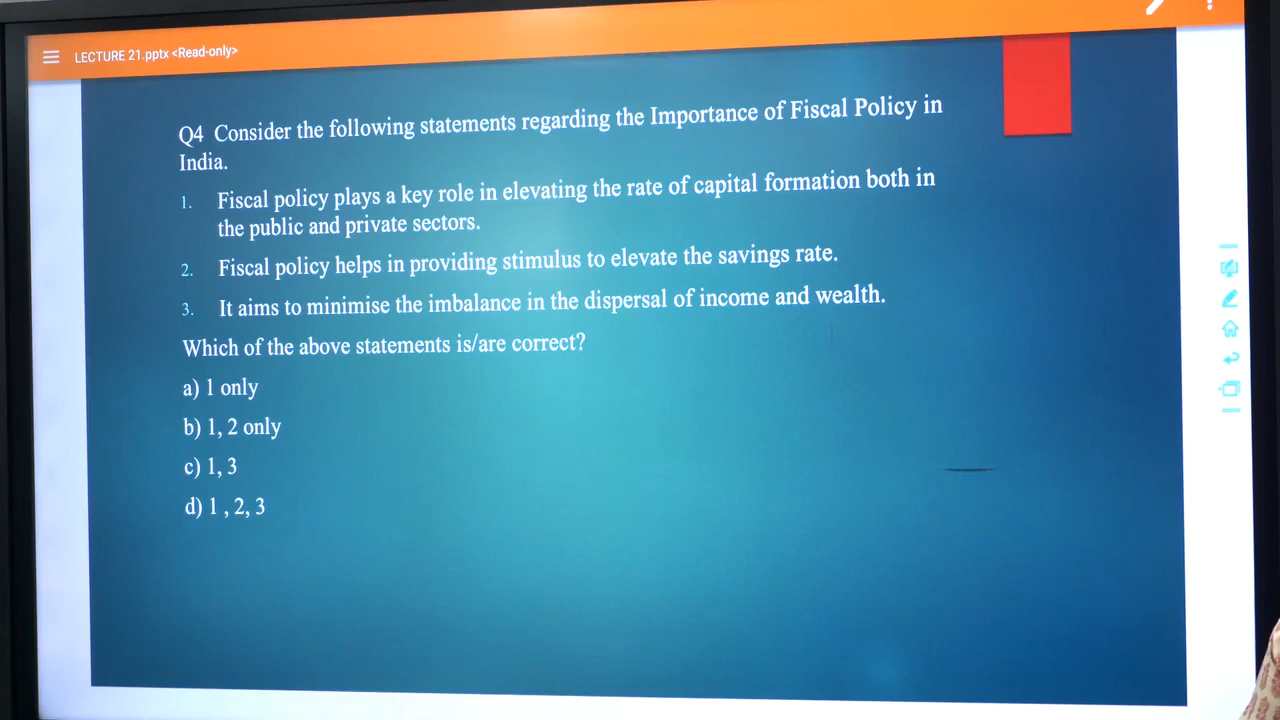 LECTURE 21.pptx <Read-only>
Q4 Consider the following statements regarding the Importance of Fiscal Policy in
India.
1. Fiscal policy plays a key role in elevating the rate of capital formation both in
the public and private sectors.
2. Fiscal policy helps in providing stimulus to elevate the savings rate.
3. It aims to minimise the imbalance in the dispersal of income and wealth.
Which of the above statements is/are correct?
a) 1 only
b) 1, 2 only
c) 1, 3
d) 1 , 2, 3